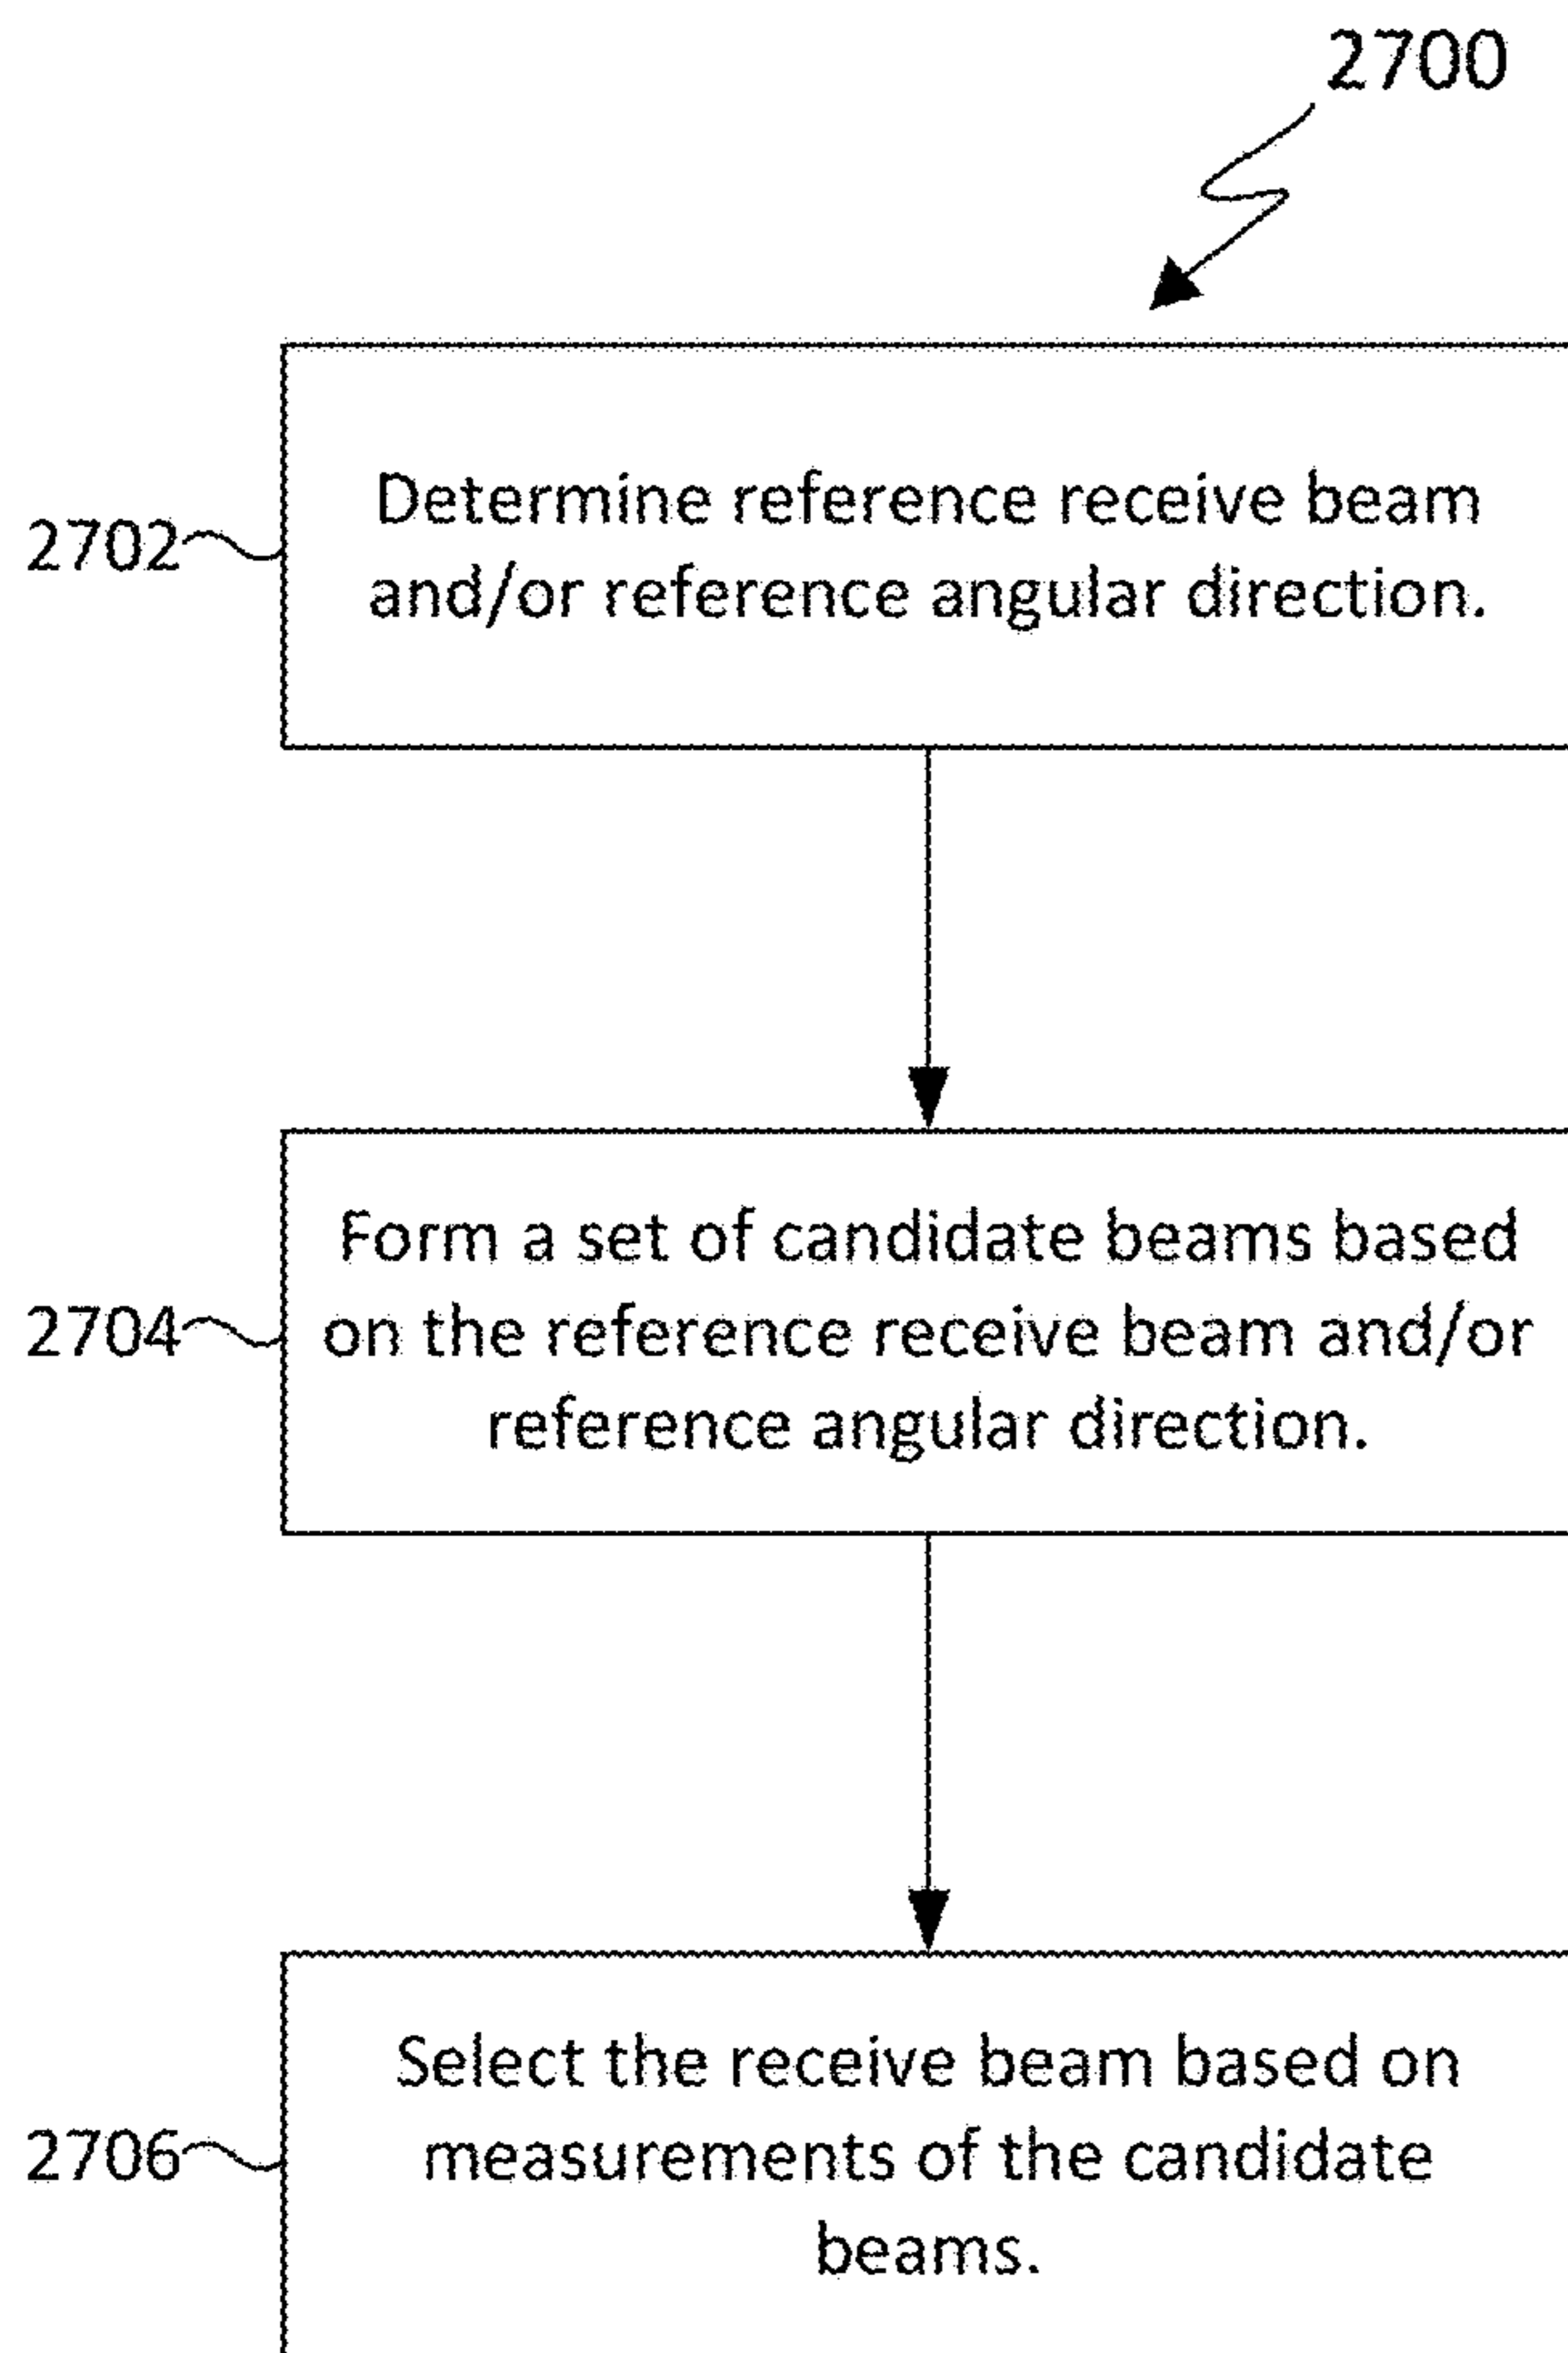 2700
2702
Determine reference receive beam
and/or reference angular direction.
2704
Form a set of candidate beams based
on the reference receive beam and/or
reference angular direction.
2706
Select the receive beam based on
measurements of the candidate
beams.